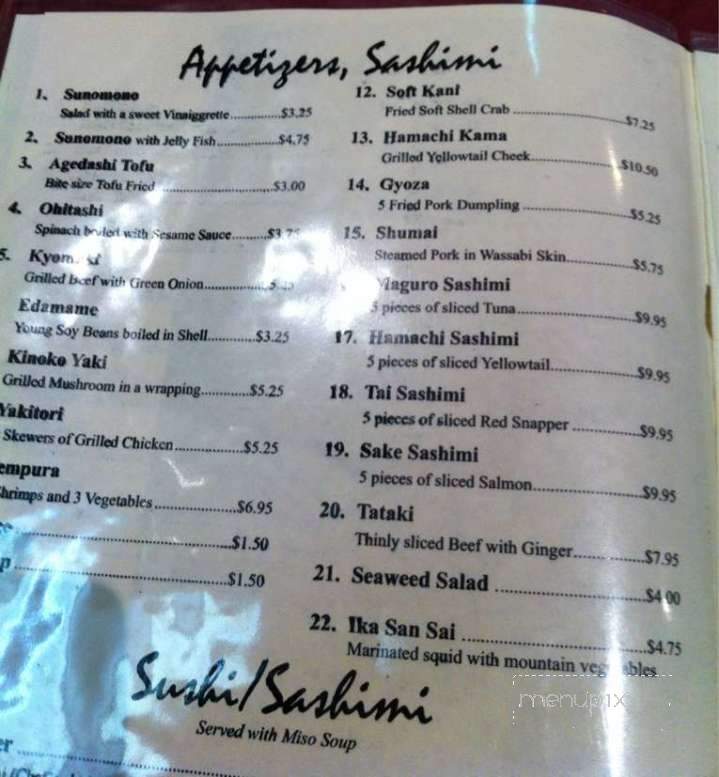 Appetizers, Sashimi
1. Sunomono
Salad with a sweet Vinaiggrette..............$3.25
2. Sunomono with Jelly Fish.................$4.75
3. Agedashi Tofu
Bite size Tofu Fried ..............................$3.00
4. Ohitashi
Spinach boiled with Sesame Sauce.........$3.75
5.
Grilled Beef with Green Onion................
Edamame
Young Soy Beans boiled in Shell............$3.25
Kinoko Yaki
Grilled Mushroom in a wrapping............$5.25
Yakitori
Skewers of Grilled Chicken.................$5.25
empura
Shrimps and 3 Vegetables....................$6.95
..............................$1.50
p ..............................$1.50
12. Soft Kani
Fried Soft Shell Crab ..............................$7.25
13. Hamachi Kama
Grilled Yellowtail Cheek.........................$10.50
14. Gyoza
5 Fried Pork Dumpling ............................$5.25
15. Shumai
Steamed Pork in Wassabi Skin.................$5.75
Maguro Sashimi
5 pieces of sliced Tuna.............................$9.95
17. Hamachi Sashimi
5 pieces of sliced Yellowtail.....................$9.95
18. Tai Sashimi
5 pieces of sliced Red Snapper ................$9.95
19. Sake Sashimi
5 pieces of sliced Salmon.........................$9.95
20. Tataki
Thinly sliced Beef with Ginger.................$7.95
21. Seaweed Salad ..............................$4.00
22. Ika San Sai ..............................$4.75
Marinated squid with mountain vegetables
Sushi/Sashimi
Served with Miso Soup
menupix
er ..............................